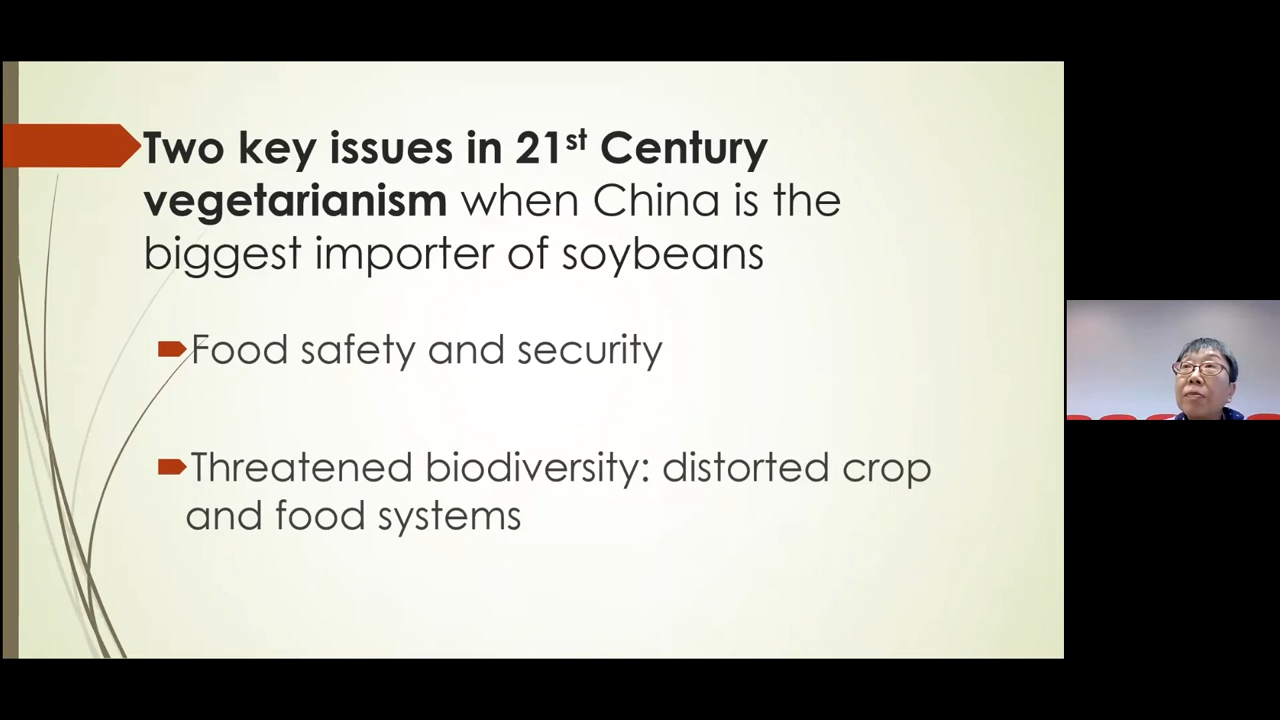 Two key issues in 21st Century
vegetarianism when China is the
biggest importer of soybeans
Food safety and security
Threatened biodiversity: distorted crop
and food systems